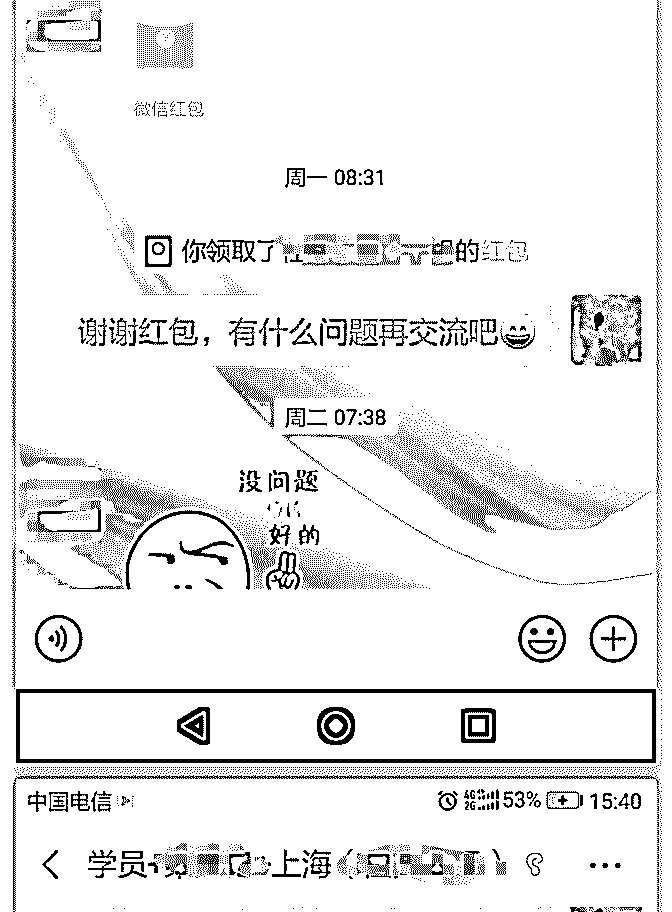 微信红包
周一 08:31
你领取了的红包
谢谢红包，有什么问题再交流吧
周二 07:38
没问题
好的
中国电信
4G 2G 53% 15:40
学员 上海（ ）